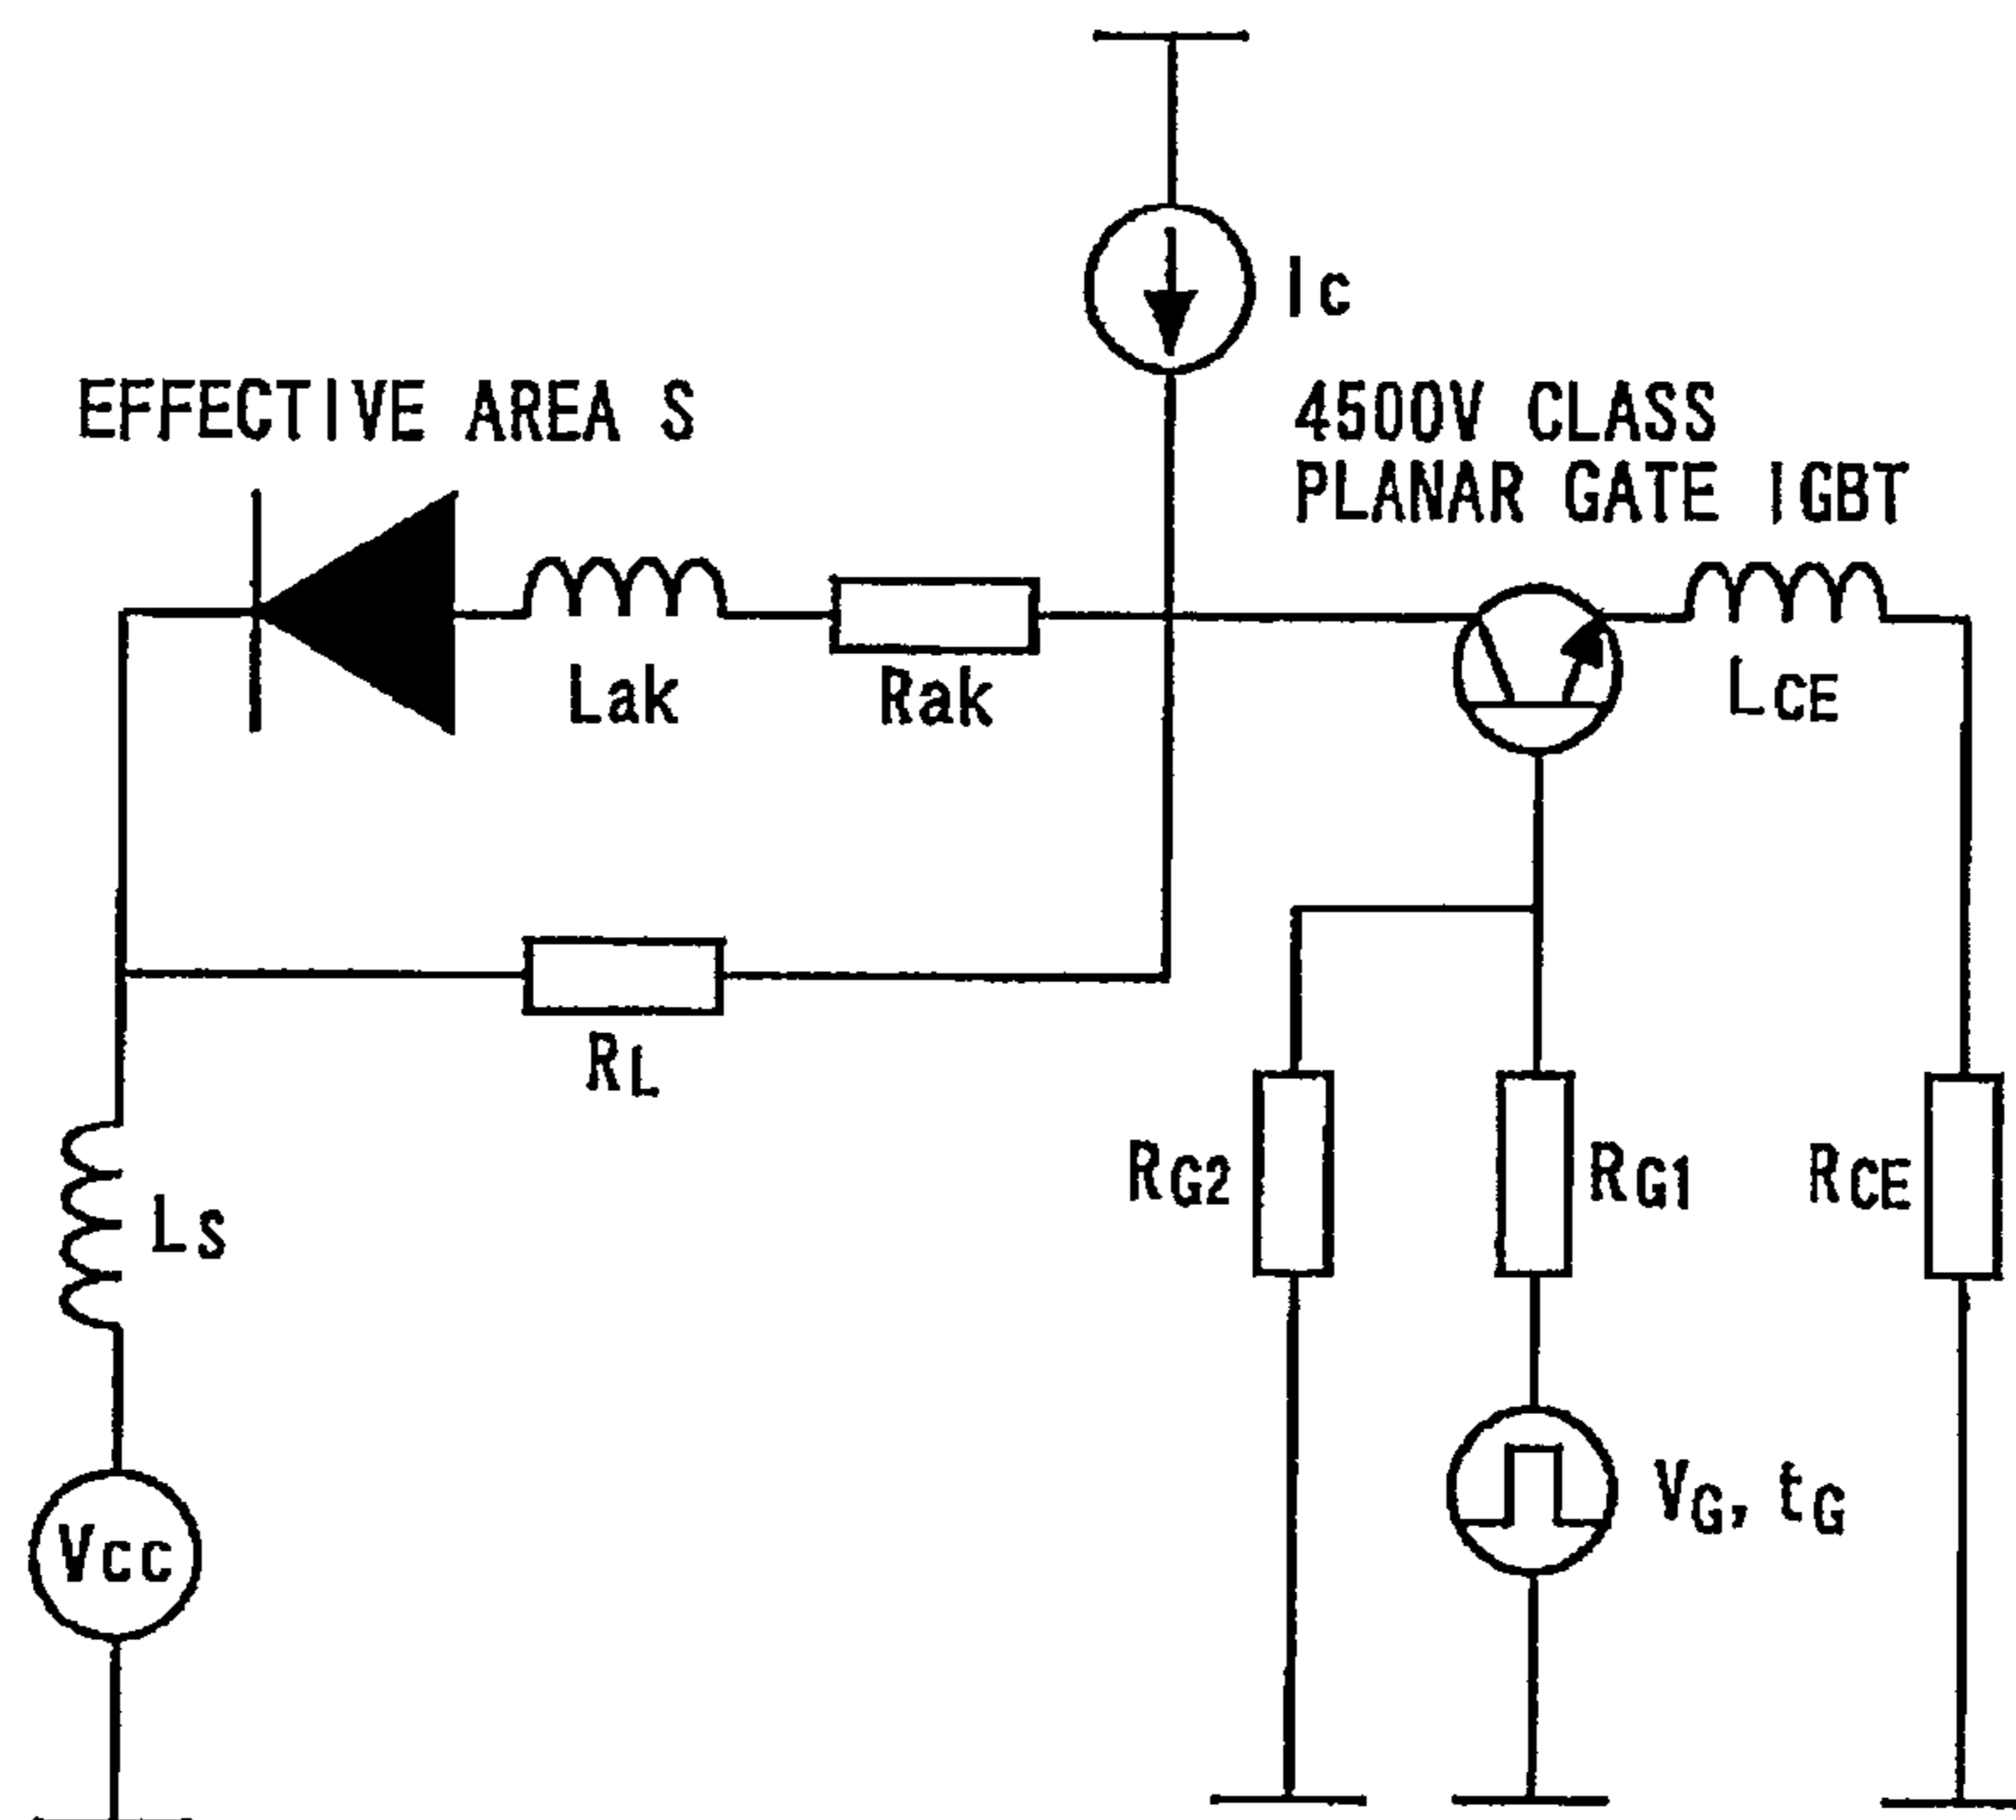 Ic
EFFECTIVE AREA S
4500V CLASS
PLANAR GATE IGBT
Lak
Rak
LCE
RL
RG2
RG1
RCE
Ls
VG, tG
Vcc